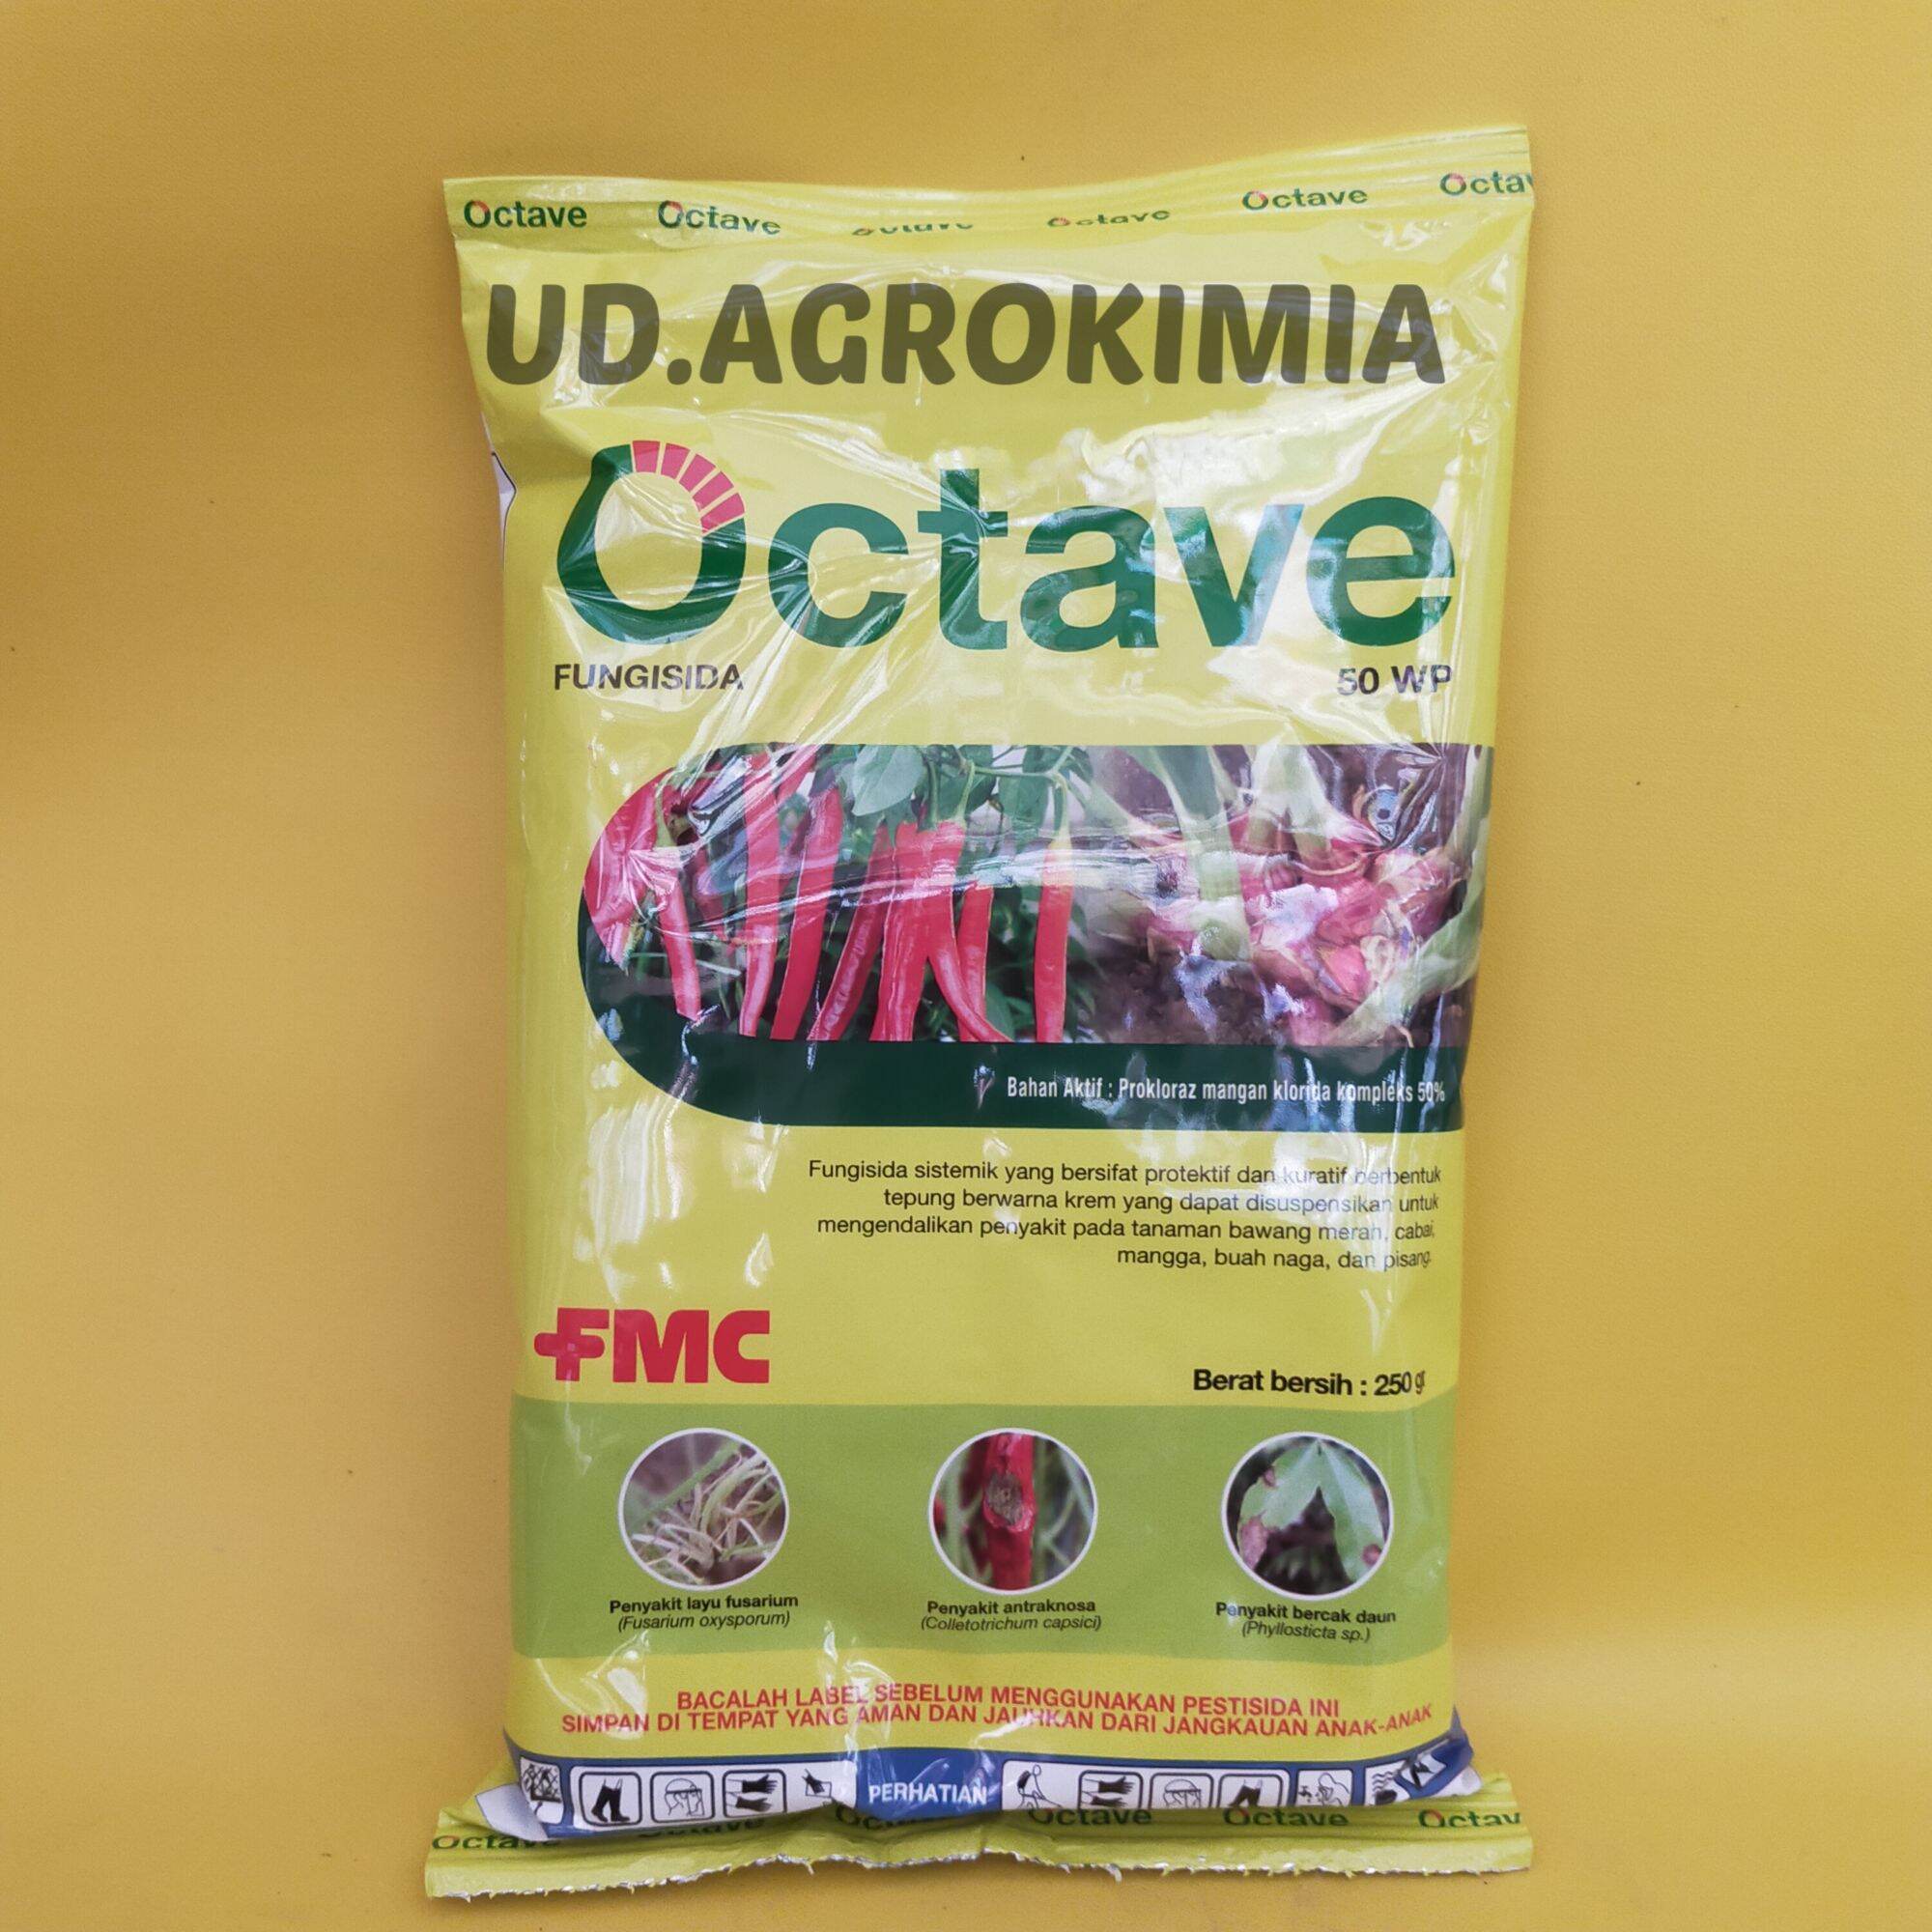 Octave Octave Octave Octave Octave Octav
UD.AGROKIMIA
Octave
FUNGISIDA 50 WP
Bahan Aktif : Prokloraz mangan klorida kompleks 50%
Fungisida sistemik yang bersifat protektif dan kuratif berbentuk
tepung berwarna krem yang dapat disuspensikan untuk
mengendalikan penyakit pada tanaman bawang merah, cabai,
mangga, buah naga, dan pisang.
FMC
Berat bersih : 250 gr
Penyakit layu fusarium
(Fusarium oxysporum)
Penyakit antraknosa
(Colletotrichum capsici)
Penyakit bercak daun
(Phyllosticta sp.)
BACALAH LABEL SEBELUM MENGGUNAKAN PESTISIDA INI
SIMPAN DI TEMPAT YANG AMAN DAN JAUHKAN DARI JANGKAUAN ANAK-ANAK
PERHATIAN
Octave Octave Octave Octav